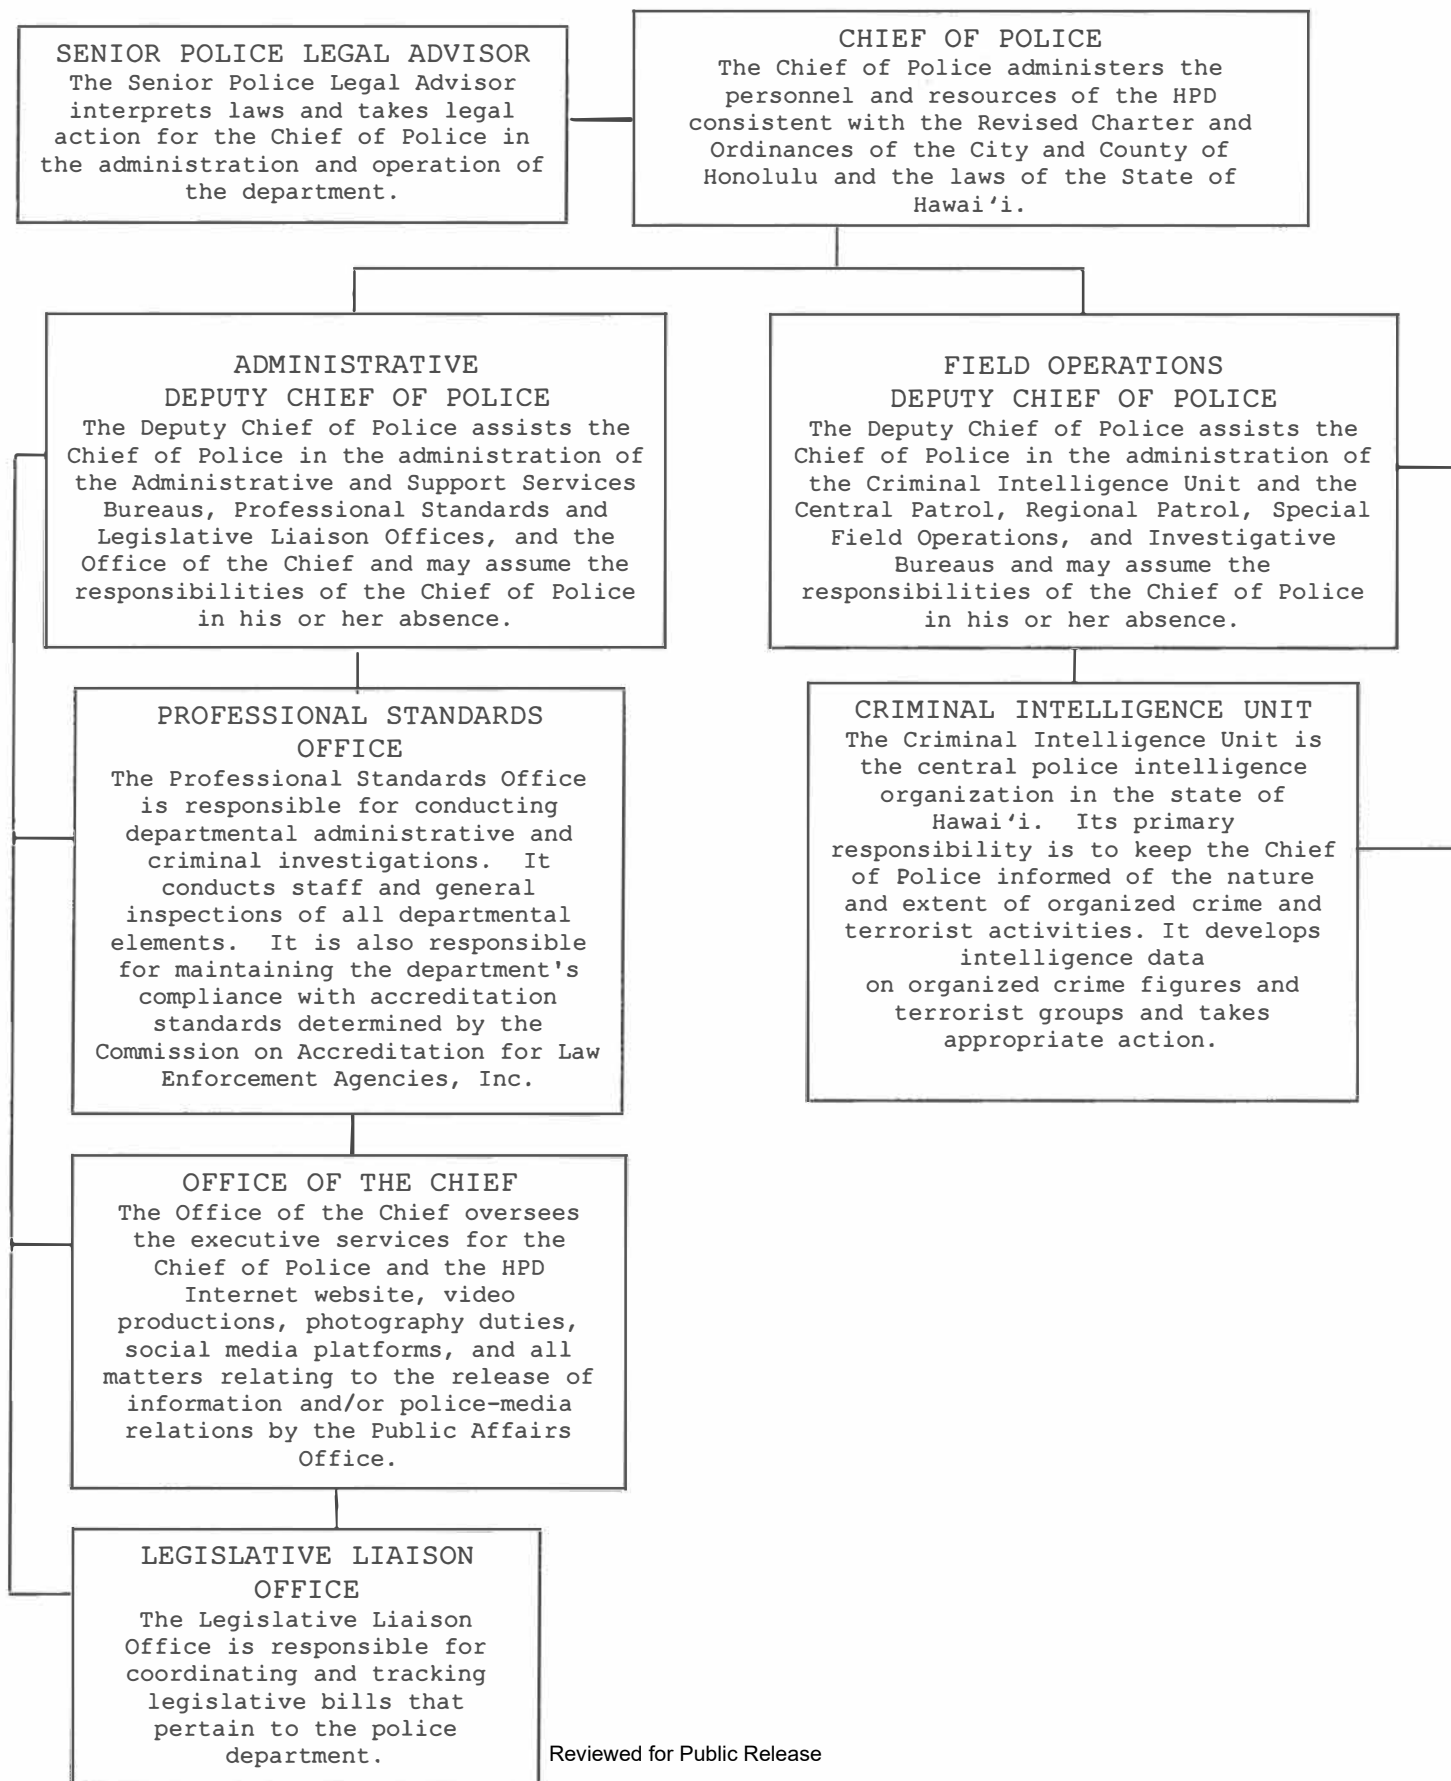 SENIOR POLICE LEGAL ADVISOR
The Senior Police Legal Advisor
interprets laws and takes legal
action for the Chief of Police in
the administration and operation of
the department.
CHIEF OF POLICE
The Chief of Police administers the
personnel and resources of the HPD
consistent with the Revised Charter and
Ordinances of the City and County of
Honolulu and the laws of the State of
Hawaiʻi.
ADMINISTRATIVE
DEPUTY CHIEF OF POLICE
The Deputy Chief of Police assists the
Chief of Police in the administration of
the Administrative and Support Services
Bureaus, Professional Standards and
Legislative Liaison Offices, and the
Office of the Chief and may assume the
responsibilities of the Chief of Police
in his or her absence.
FIELD OPERATIONS
DEPUTY CHIEF OF POLICE
The Deputy Chief of Police assists the
Chief of Police in the administration of
the Criminal Intelligence Unit and the
Central Patrol, Regional Patrol, Special
Field Operations, and Investigative
Bureaus and may assume the
responsibilities of the Chief of Police
in his or her absence.
PROFESSIONAL STANDARDS
OFFICE
The Professional Standards Office
is responsible for conducting
departmental administrative and
criminal investigations.  It
conducts staff and general
inspections of all departmental
elements.  It is also responsible
for maintaining the department's
compliance with accreditation
standards determined by the
Commission on Accreditation for Law
Enforcement Agencies, Inc.
CRIMINAL INTELLIGENCE UNIT
The Criminal Intelligence Unit is
the central police intelligence
organization in the state of
Hawaiʻi.  Its primary
responsibility is to keep the Chief
of Police informed of the nature
and extent of organized crime and
terrorist activities. It develops
intelligence data
on organized crime figures and
terrorist groups and takes
appropriate action.
OFFICE OF THE CHIEF
The Office of the Chief oversees
the executive services for the
Chief of Police and the HPD
Internet website, video
productions, photography duties,
social media platforms, and all
matters relating to the release of
information and/or police-media
relations by the Public Affairs
Office.
LEGISLATIVE LIAISON
OFFICE
The Legislative Liaison
Office is responsible for
coordinating and tracking
legislative bills that
pertain to the police
department.
Reviewed for Public Release